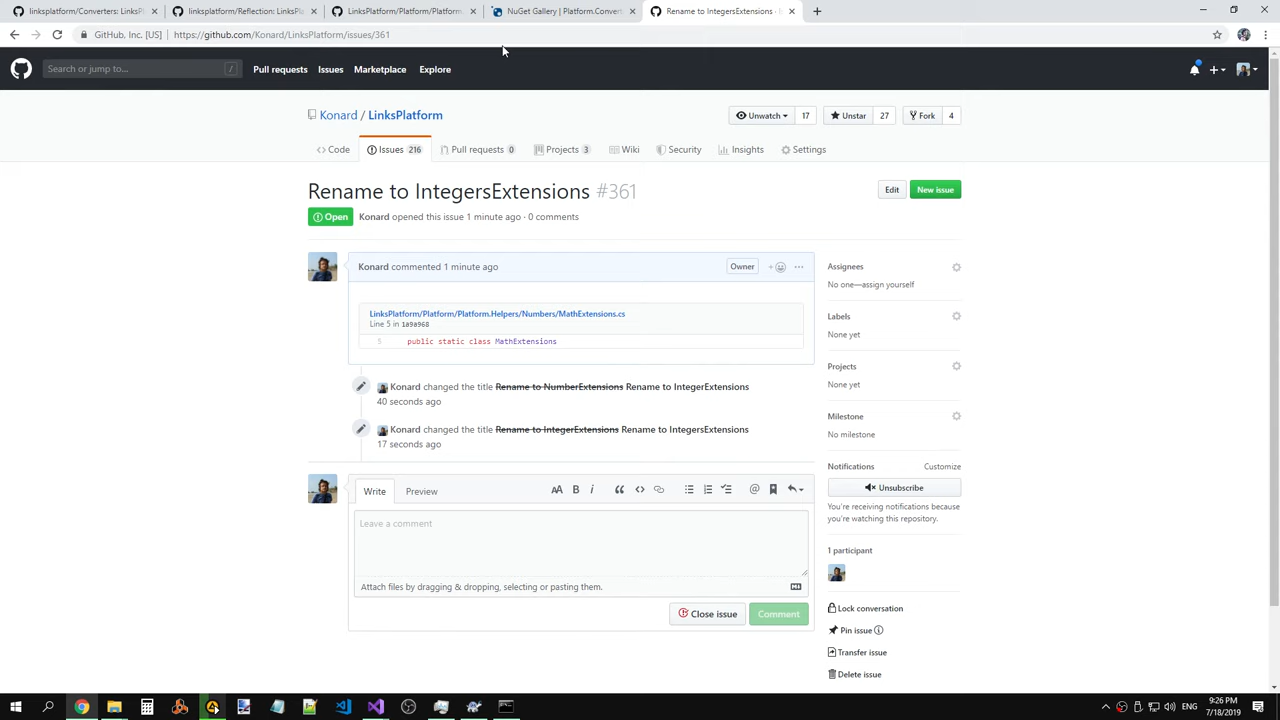 linksplatform/Converters: LinksP
linksplatform/Reflection: LinksPl
LinksPlatform/Platform/Platform.
NuGet Gallery | Platform.Convert
Rename to IntegersExtensions · I
GitHub, Inc. [US] https://github.com/Konard/LinksPlatform/issues/361
Search or jump to... /
Pull requests Issues Marketplace Explore
Konard / LinksPlatform
Unwatch 17 Unstar 27 Fork 4
Code Issues 216 Pull requests 0 Projects 3 Wiki Security Insights Settings
Rename to IntegersExtensions #361
Edit New issue
Open Konard opened this issue 1 minute ago · 0 comments
Konard commented 1 minute ago Owner
LinksPlatform/Platform/Platform.Helpers/Numbers/MathExtensions.cs
Line 5 in 1a9a968
5 public static class MathExtensions
Konard changed the title Rename to NumberExtensions Rename to IntegerExtensions
40 seconds ago
Konard changed the title Rename to IntegerExtensions Rename to IntegersExtensions
17 seconds ago
Write Preview
Leave a comment
Attach files by dragging & dropping, selecting or pasting them.
Close issue Comment
Assignees
No one—assign yourself
Labels
None yet
Projects
None yet
Milestone
No milestone
Notifications Customize
Unsubscribe
You're receiving notifications because
you're watching this repository.
1 participant
Lock conversation
Pin issue
Transfer issue
Delete issue
ENG
9:26 PM
7/18/2019